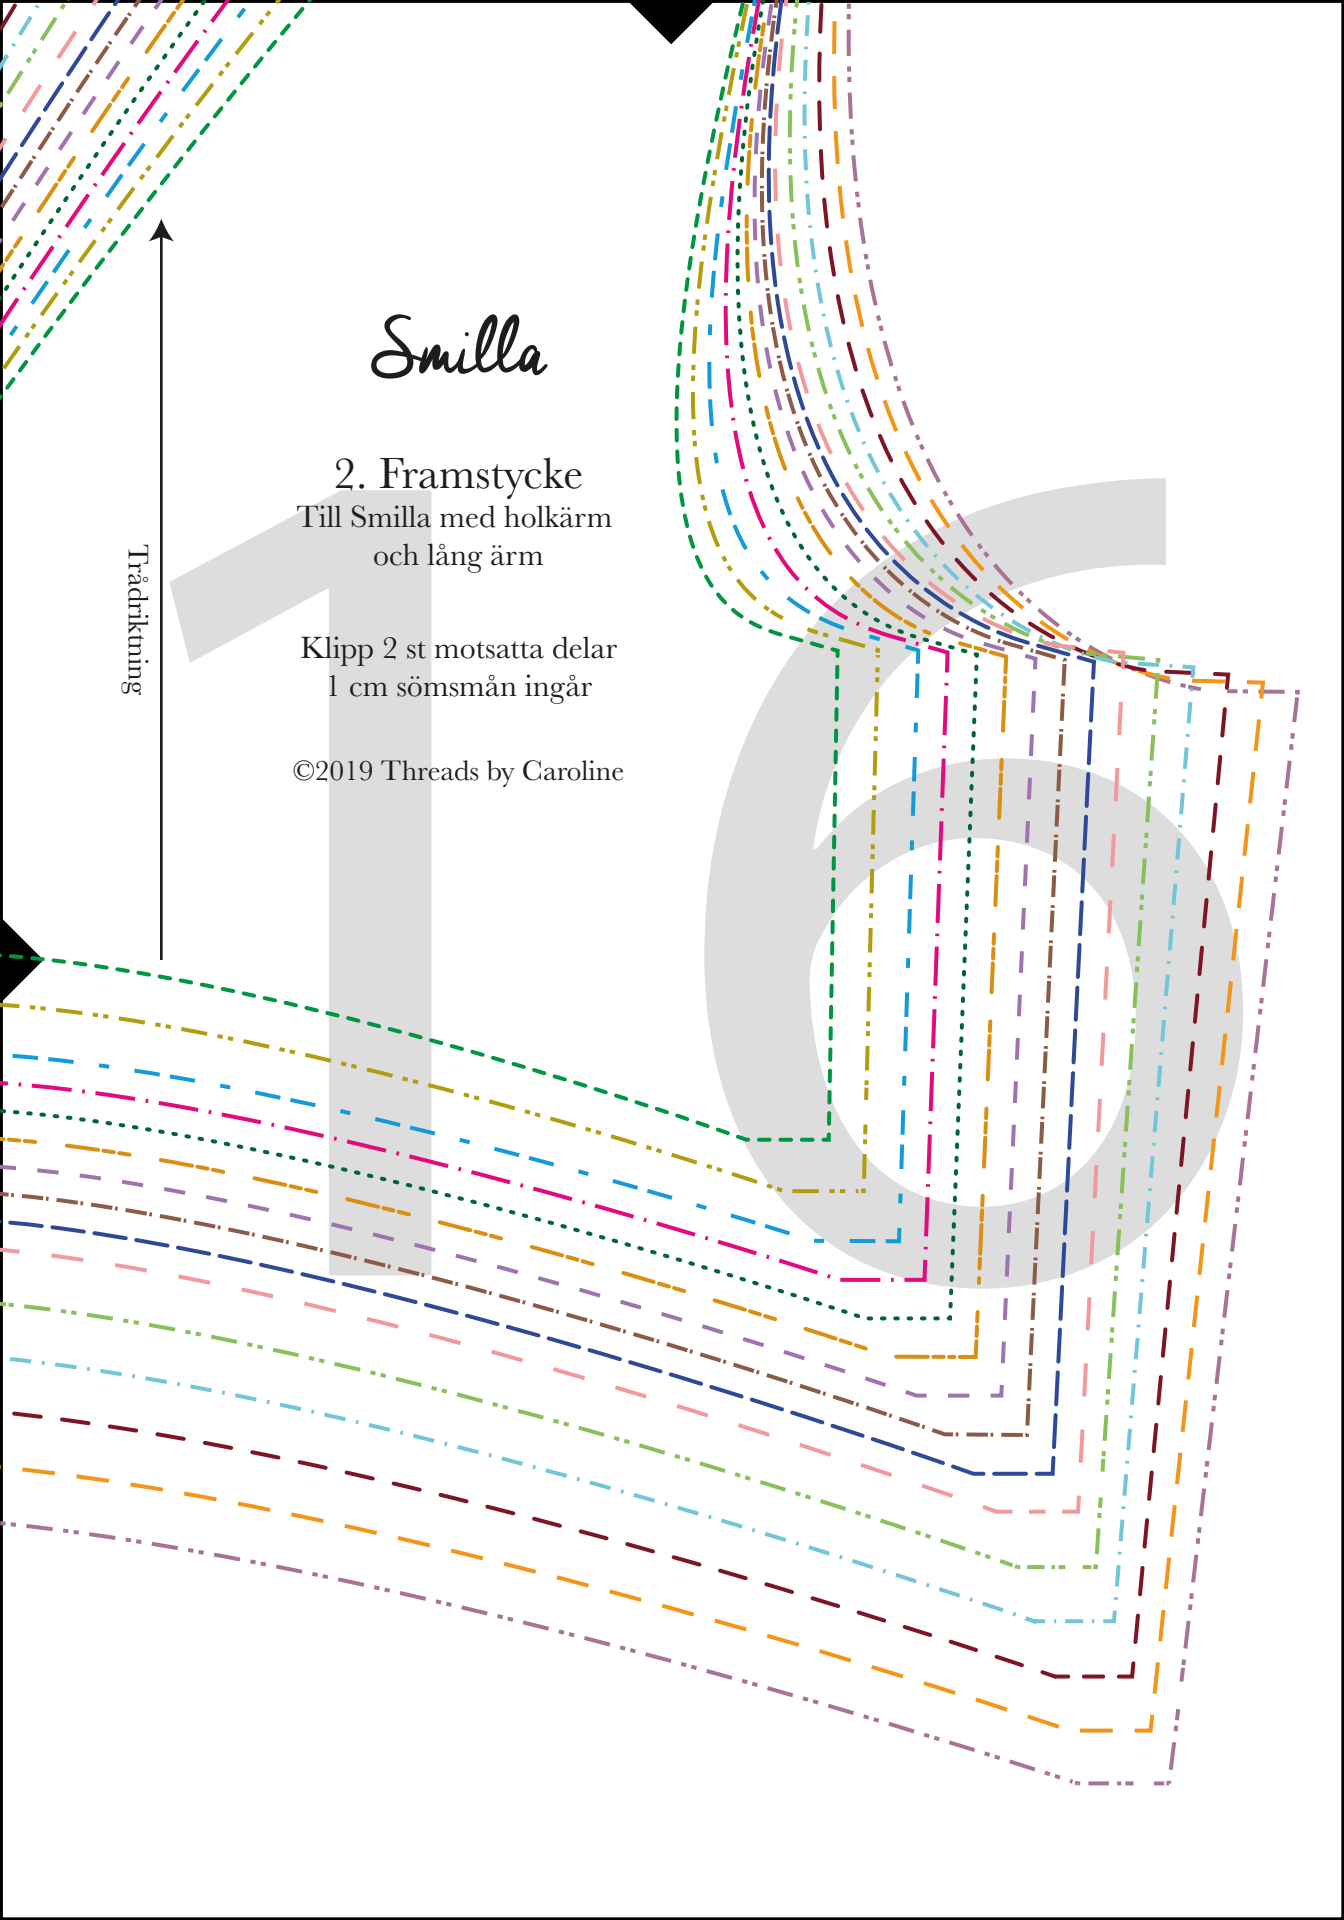 Smilla
2. Framstycke
Till Smilla med holkärm
och lång ärm
Klipp 2 st motsatta delar
1 cm sömsmån ingår
©2019 Threads by Caroline
Trådriktning
16